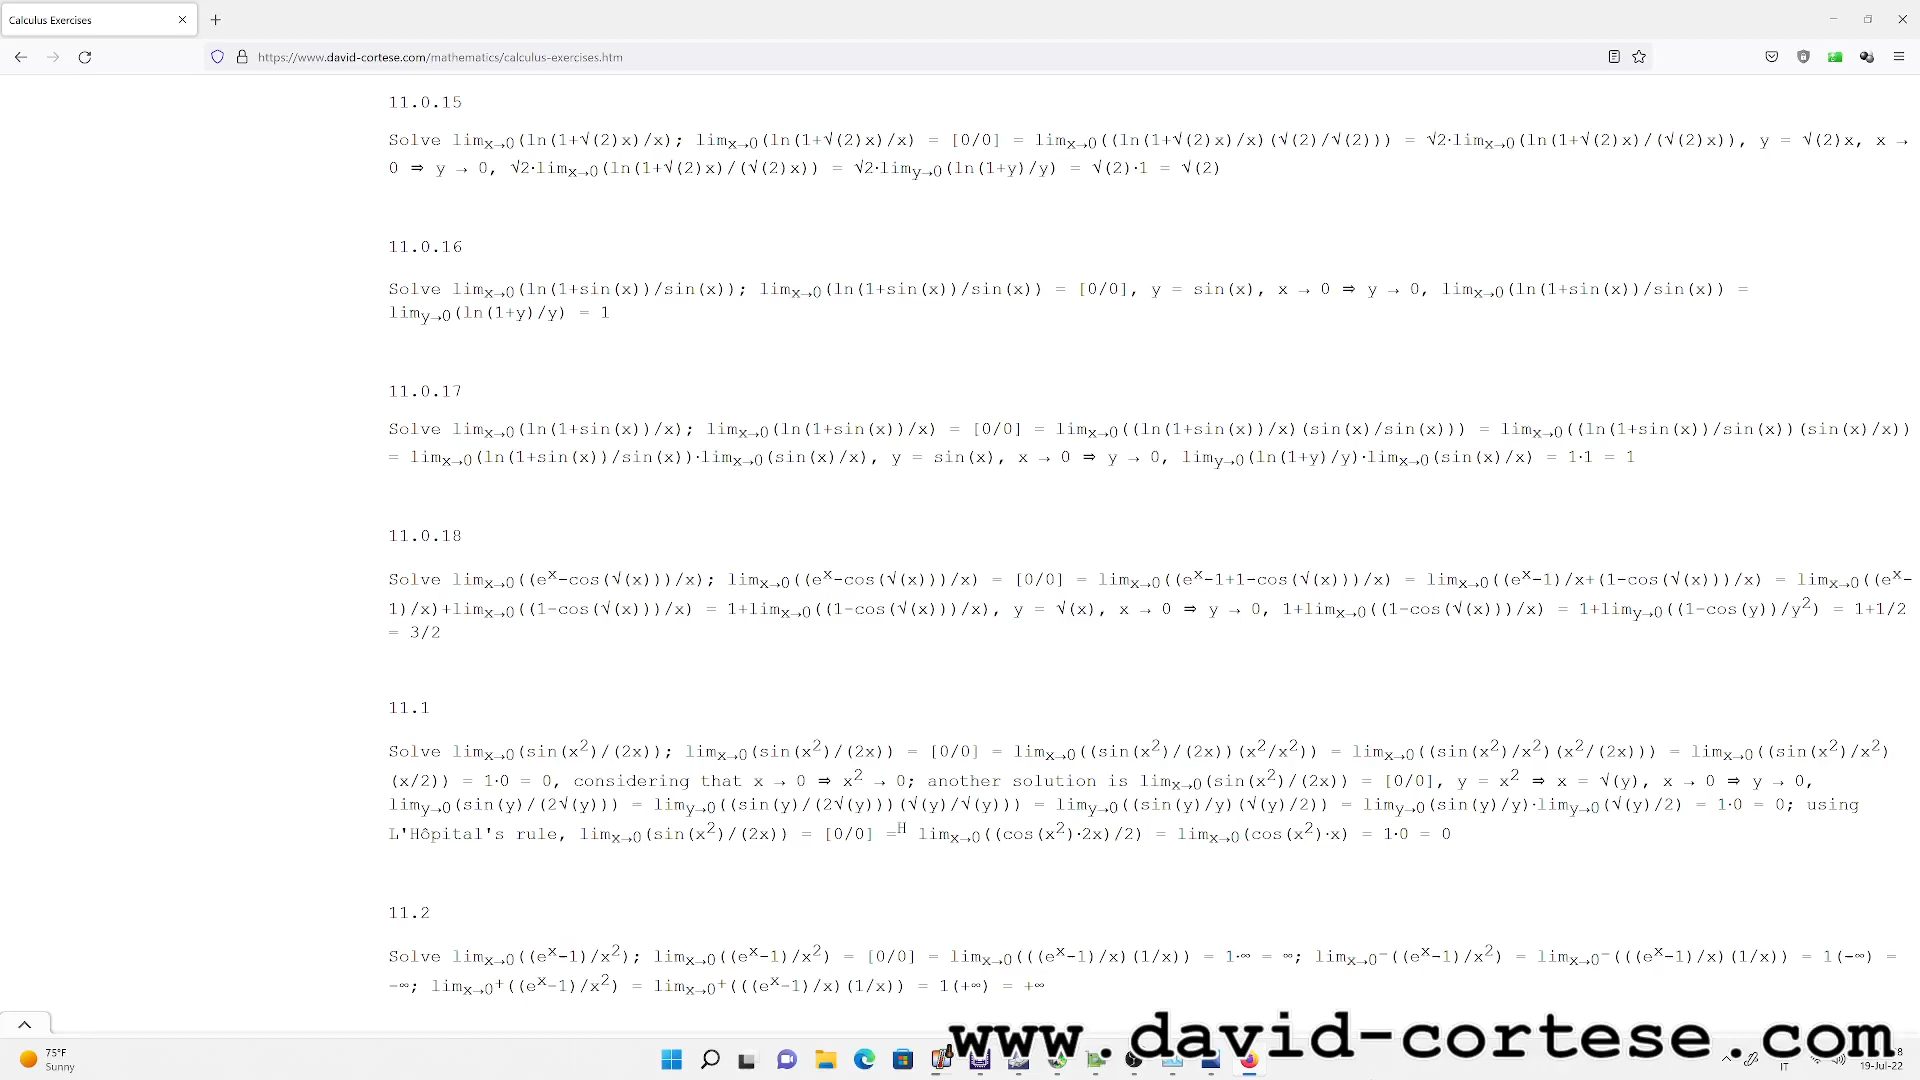 Calculus Exercises
https://www.david-cortese.com/mathematics/calculus-exercises.htm
11.0.15
Solve limx→0(ln(1+√(2)x)/x); limx→0(ln(1+√(2)x)/x) = [0/0] = limx→0((ln(1+√(2)x)/x)(√(2)/√(2))) = √2·limx→0(ln(1+√(2)x)/(√(2)x)), y = √(2)x, x →
0 ⇒ y → 0, √2·limx→0(ln(1+√(2)x)/(√(2)x)) = √2·limy→0(ln(1+y)/y) = √(2)·1 = √(2)
11.0.16
Solve limx→0(ln(1+sin(x))/sin(x)); limx→0(ln(1+sin(x))/sin(x)) = [0/0], y = sin(x), x → 0 ⇒ y → 0, limx→0(ln(1+sin(x))/sin(x)) =
limy→0(ln(1+y)/y) = 1
11.0.17
Solve limx→0(ln(1+sin(x))/x); limx→0(ln(1+sin(x))/x) = [0/0] = limx→0((ln(1+sin(x))/x)(sin(x)/sin(x))) = limx→0((ln(1+sin(x))/sin(x))(sin(x)/x))
= limx→0(ln(1+sin(x))/sin(x))·limx→0(sin(x)/x), y = sin(x), x → 0 ⇒ y → 0, limy→0(ln(1+y)/y)·limx→0(sin(x)/x) = 1·1 = 1
11.0.18
Solve limx→0((eˣ-cos(√(x)))/x); limx→0((eˣ-cos(√(x)))/x) = [0/0] = limx→0((eˣ-1+1-cos(√(x)))/x) = limx→0((eˣ-1)/x+(1-cos(√(x)))/x) = limx→0((eˣ-
1)/x)+limx→0((1-cos(√(x)))/x) = 1+limx→0((1-cos(√(x)))/x), y = √(x), x → 0 ⇒ y → 0, 1+limx→0((1-cos(√(x)))/x) = 1+limy→0((1-cos(y))/y²) = 1+1/2
= 3/2
11.1
Solve limx→0(sin(x²)/(2x)); limx→0(sin(x²)/(2x)) = [0/0] = limx→0((sin(x²)/(2x))(x²/x²)) = limx→0((sin(x²)/x²)(x²/(2x))) = limx→0((sin(x²)/x²)
(x/2)) = 1·0 = 0, considering that x → 0 ⇒ x² → 0; another solution is limx→0(sin(x²)/(2x)) = [0/0], y = x² ⇒ x = √(y), x → 0 ⇒ y → 0,
limy→0(sin(y)/(2√(y))) = limy→0((sin(y)/(2√(y)))(√(y)/√(y))) = limy→0((sin(y)/y)(√(y)/2)) = limy→0(sin(y)/y)·limy→0(√(y)/2) = 1·0 = 0; using
L'Hôpital's rule, limx→0(sin(x²)/(2x)) = [0/0] =ᴴ limx→0((cos(x²)·2x)/2) = limx→0(cos(x²)·x) = 1·0 = 0
11.2
Solve limx→0((eˣ-1)/x²); limx→0((eˣ-1)/x²) = [0/0] = limx→0(((eˣ-1)/x)(1/x)) = 1·∞ = ∞; limx→0⁻((eˣ-1)/x²) = limx→0⁻(((eˣ-1)/x)(1/x)) = 1(-∞) =
-∞; limx→0⁺((eˣ-1)/x²) = limx→0⁺(((eˣ-1)/x)(1/x)) = 1(+∞) = +∞
www.david-cortese.com
75°F
Sunny
IT
19-Jul-22